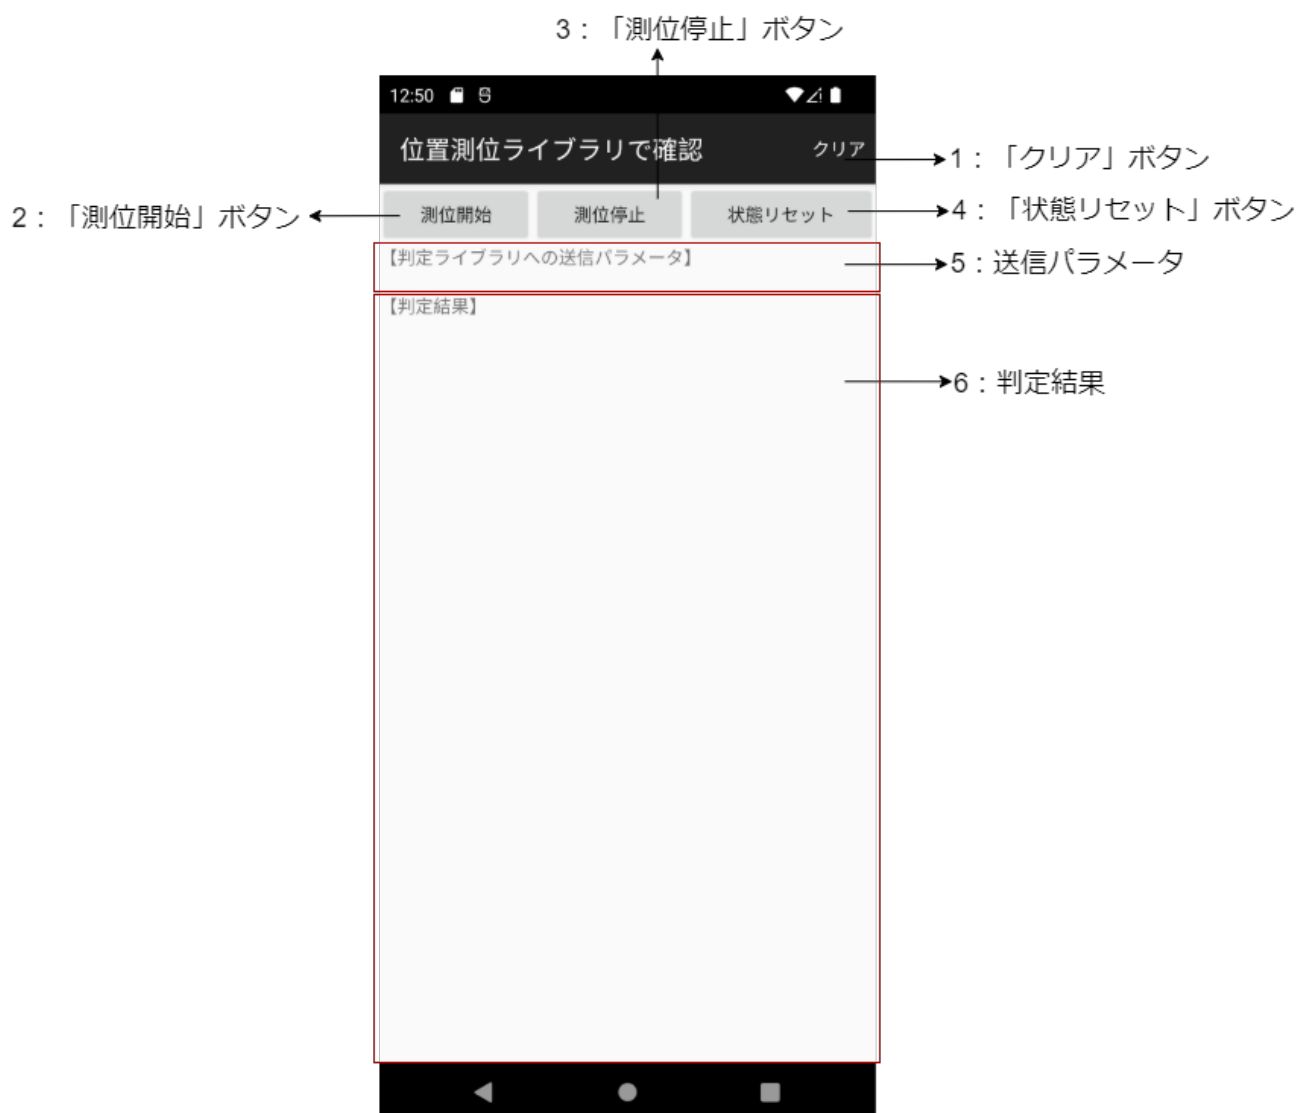 3：「測位停止」ボタン
12:50
位置測位ライブラリで確認 クリア
1：「クリア」ボタン
2：「測位開始」ボタン
測位開始 測位停止 状態リセット
4：「状態リセット」ボタン
【判定ライブラリへの送信パラメータ】
5：送信パラメータ
【判定結果】
6：判定結果